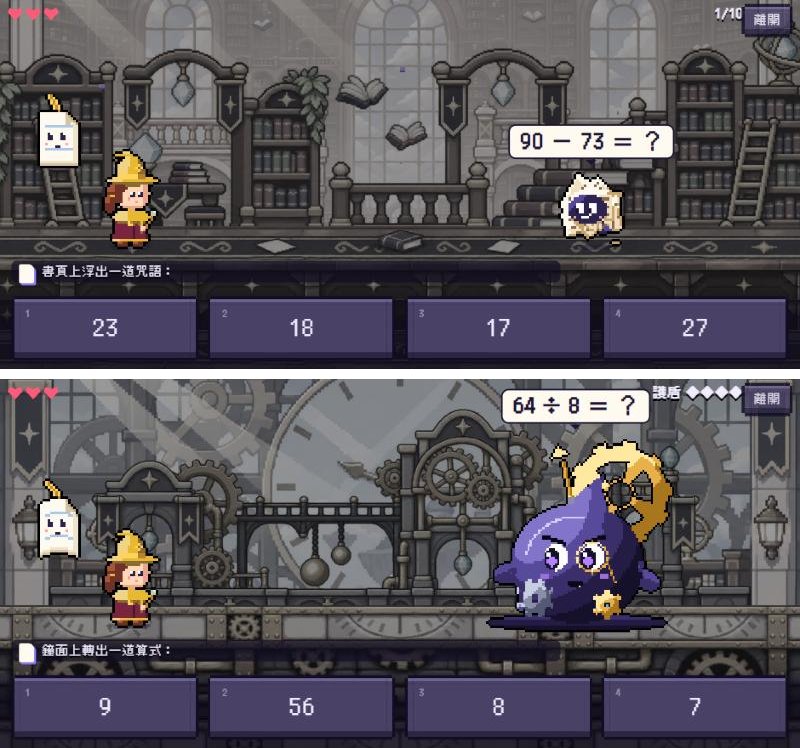 1/10
離開
90 − 73 = ?
書頁上浮出一道咒語：
1
23
2
18
3
17
4
27
64 ÷ 8 = ?
護盾
離開
鐘面上轉出一道算式：
1
9
2
56
3
8
4
7